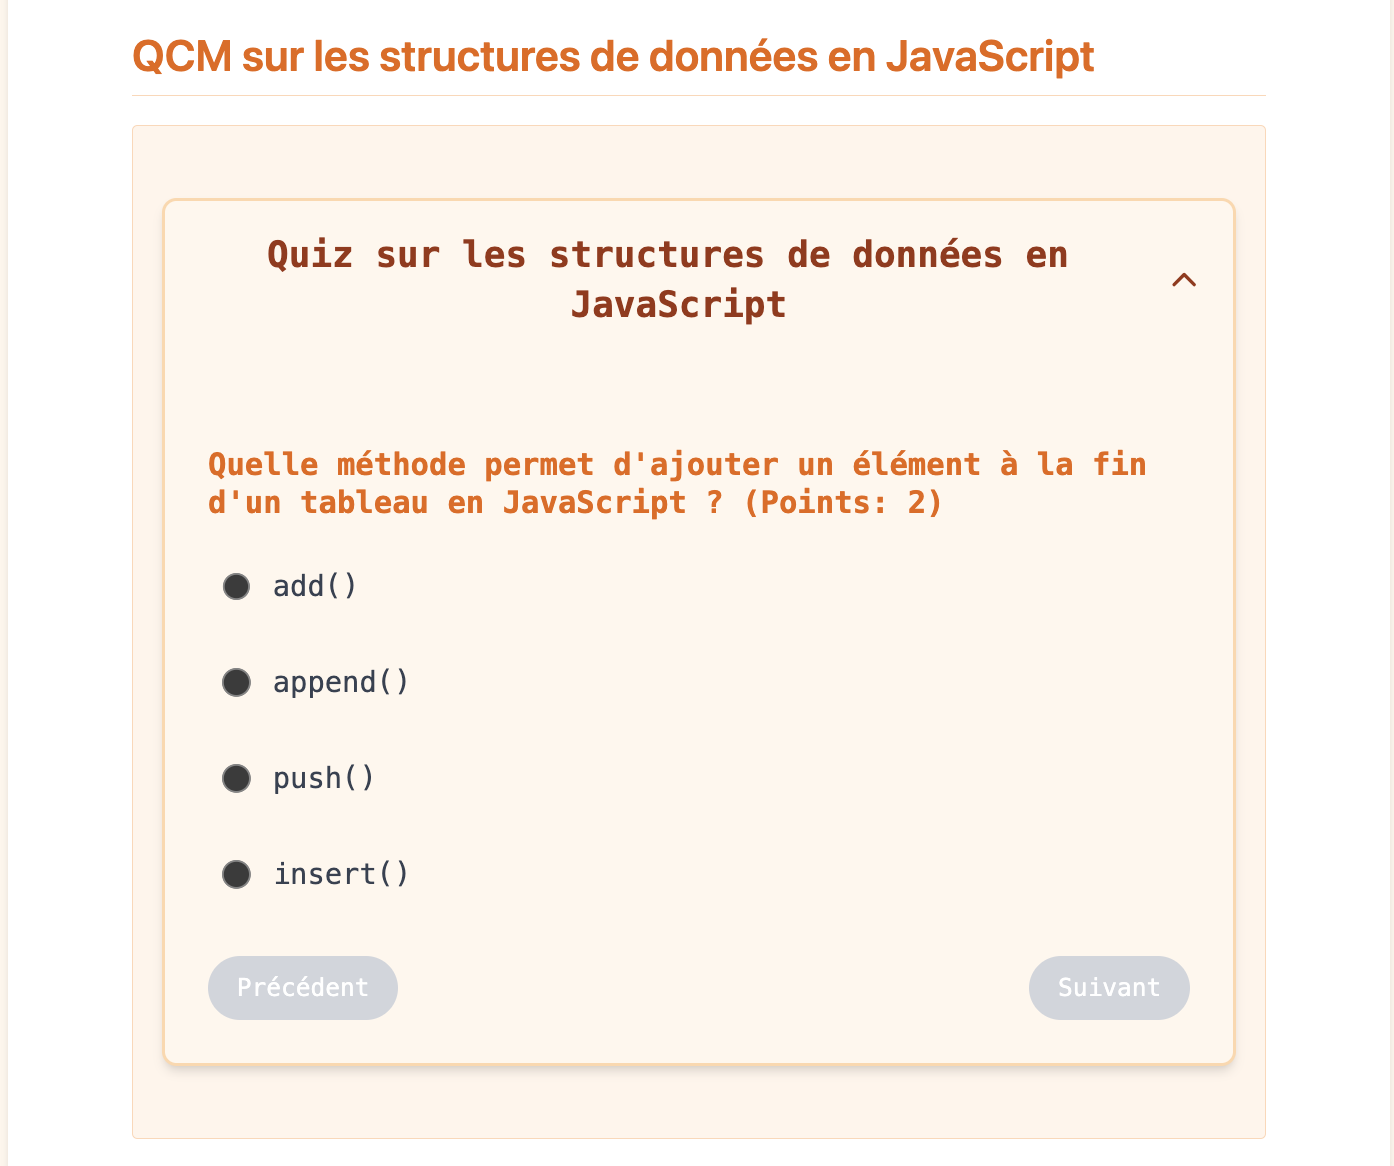 QCM sur les structures de données en JavaScript
Quiz sur les structures de données en
JavaScript
Quelle méthode permet d'ajouter un élément à la fin
d'un tableau en JavaScript ? (Points: 2)
add()
append()
push()
insert()
Précédent
Suivant